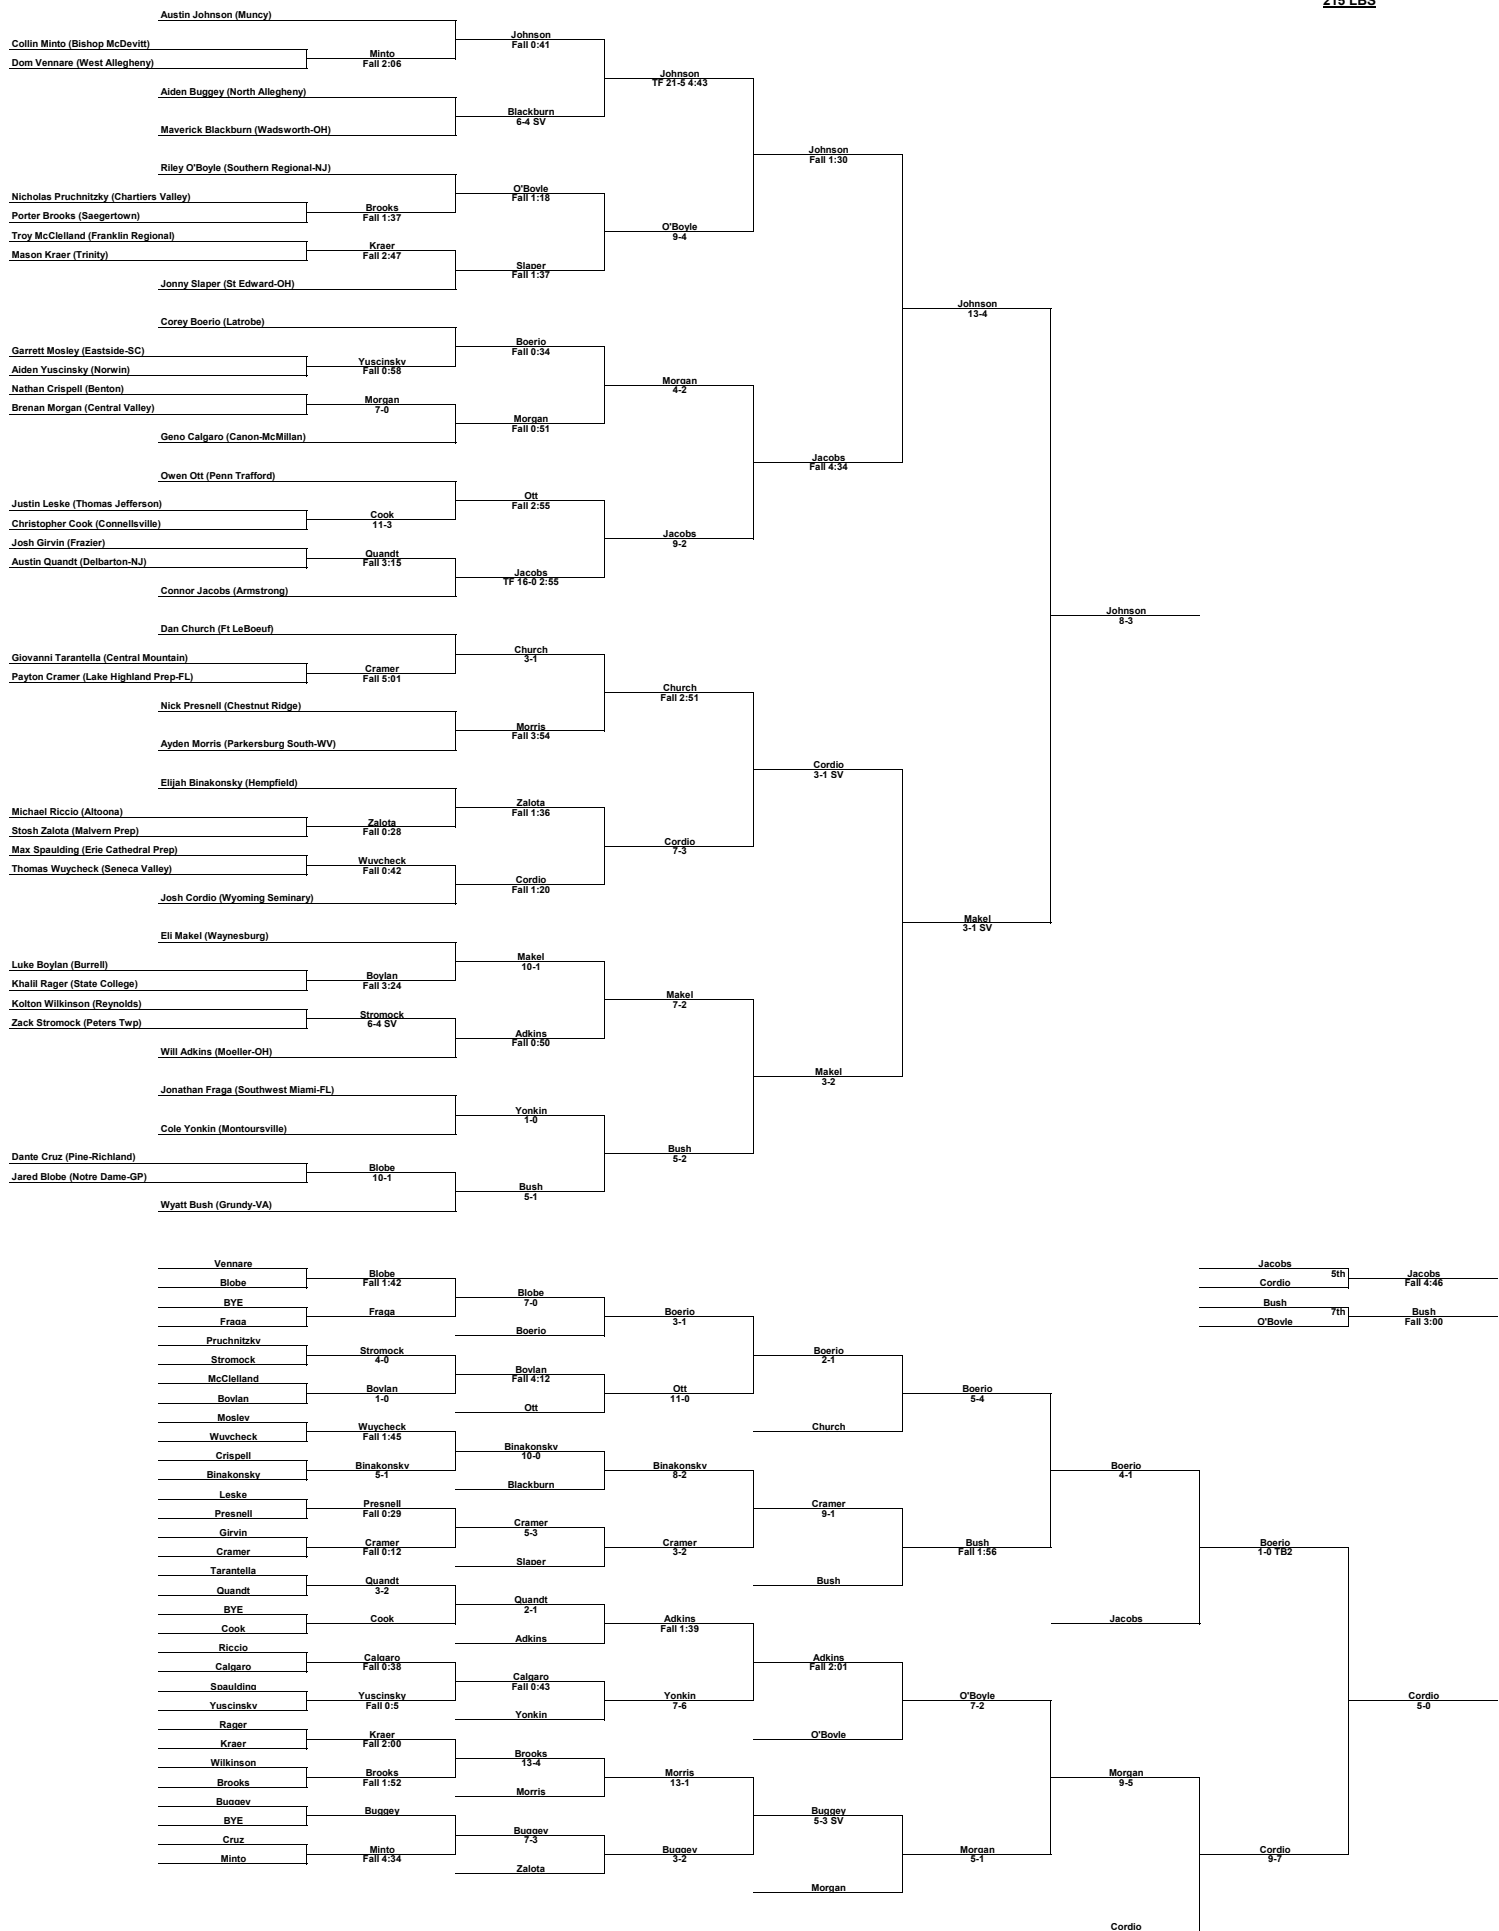 215 LBS
Austin Johnson (Muncy)
Johnson
Fall 0:41
Collin Minto (Bishop McDevitt)
Minto
Fall 2:06
Dom Vennare (West Allegheny)
Johnson
TF 21-5 4:43
Aiden Buggey (North Allegheny)
Blackburn
6-4 SV
Maverick Blackburn (Wadsworth-OH)
Johnson
Fall 1:30
Riley O'Boyle (Southern Regional-NJ)
O'Boyle
Fall 1:18
Nicholas Pruchnitzky (Chartiers Valley)
Brooks
Fall 1:37
Porter Brooks (Saegertown)
O'Boyle
9-4
Troy McClelland (Franklin Regional)
Kraer
Fall 2:47
Mason Kraer (Trinity)
Slaper
Fall 1:37
Jonny Slaper (St Edward-OH)
Johnson
13-4
Corey Boerio (Latrobe)
Boerio
Fall 0:34
Garrett Mosley (Eastside-SC)
Yuscinsky
Fall 0:58
Aiden Yuscinsky (Norwin)
Morgan
4-2
Nathan Crispell (Benton)
Morgan
7-0
Brenan Morgan (Central Valley)
Morgan
Fall 0:51
Geno Calgaro (Canon-McMillan)
Jacobs
Fall 4:34
Owen Ott (Penn Trafford)
Ott
Fall 2:55
Justin Leske (Thomas Jefferson)
Cook
11-3
Christopher Cook (Connellsville)
Jacobs
9-2
Josh Girvin (Frazier)
Quandt
Fall 3:15
Austin Quandt (Delbarton-NJ)
Jacobs
TF 16-0 2:55
Connor Jacobs (Armstrong)
Johnson
8-3
Dan Church (Ft LeBoeuf)
Church
3-1
Giovanni Tarantella (Central Mountain)
Cramer
Fall 5:01
Payton Cramer (Lake Highland Prep-FL)
Church
Fall 2:51
Nick Presnell (Chestnut Ridge)
Morris
Fall 3:54
Ayden Morris (Parkersburg South-WV)
Cordio
3-1 SV
Elijah Binakonsky (Hempfield)
Zalota
Fall 1:36
Michael Riccio (Altoona)
Zalota
Fall 0:28
Stosh Zalota (Malvern Prep)
Cordio
7-3
Max Spaulding (Erie Cathedral Prep)
Wuycheck
Fall 0:42
Thomas Wuycheck (Seneca Valley)
Cordio
Fall 1:20
Josh Cordio (Wyoming Seminary)
Makel
3-1 SV
Eli Makel (Waynesburg)
Makel
10-1
Luke Boylan (Burrell)
Boylan
Fall 3:24
Khalil Rager (State College)
Makel
7-2
Kolton Wilkinson (Reynolds)
Stromock
6-4 SV
Zack Stromock (Peters Twp)
Adkins
Fall 0:50
Will Adkins (Moeller-OH)
Makel
3-2
Jonathan Fraga (Southwest Miami-FL)
Yonkin
1-0
Cole Yonkin (Montoursville)
Bush
5-2
Dante Cruz (Pine-Richland)
Blobe
10-1
Jared Blobe (Notre Dame-GP)
Bush
5-1
Wyatt Bush (Grundy-VA)
Vennare
Blobe
Fall 1:42
Blobe
Blobe
7-0
BYE
Fraga
Fraga
Boerio
3-1
Boerio
Pruchnitzky
Stromock
4-0
Stromock
Boylan
Fall 4:12
McClelland
Boylan
1-0
Boylan
Ott
11-0
Ott
Boerio
2-1
Church
Boerio
5-4
Mosley
Wuycheck
Fall 1:45
Wuycheck
Binakonsky
10-0
Crispell
Binakonsky
5-1
Binakonsky
Binakonsky
8-2
Blackburn
Leske
Presnell
Fall 0:29
Presnell
Cramer
5-3
Girvin
Cramer
Fall 0:12
Cramer
Cramer
3-2
Slaper
Cramer
9-1
Bush
Bush
Fall 1:56
Boerio
4-1
Jacobs
Boerio
1-0 TB2
Tarantella
Quandt
3-2
Quandt
Quandt
2-1
BYE
Cook
Cook
Adkins
Fall 1:39
Adkins
Riccio
Calgaro
Fall 0:38
Calgaro
Calgaro
Fall 0:43
Spaulding
Yuscinsky
Fall 0:5
Yuscinsky
Yonkin
7-6
Yonkin
Adkins
Fall 2:01
O'Boyle
O'Boyle
7-2
Rager
Kraer
Fall 2:00
Kraer
Brooks
13-4
Wilkinson
Brooks
Fall 1:52
Brooks
Morris
13-1
Morris
Buggey
Buggey
BYE
Buggey
7-3
Cruz
Minto
Fall 4:34
Minto
Buggey
3-2
Zalota
Buggey
5-3 SV
Morgan
Morgan
5-1
Morgan
9-5
Cordio
9-7
Cordio
Cordio
5-0
Jacobs
5th
Jacobs
Fall 4:46
Cordio
Bush
7th
Bush
Fall 3:00
O'Boyle